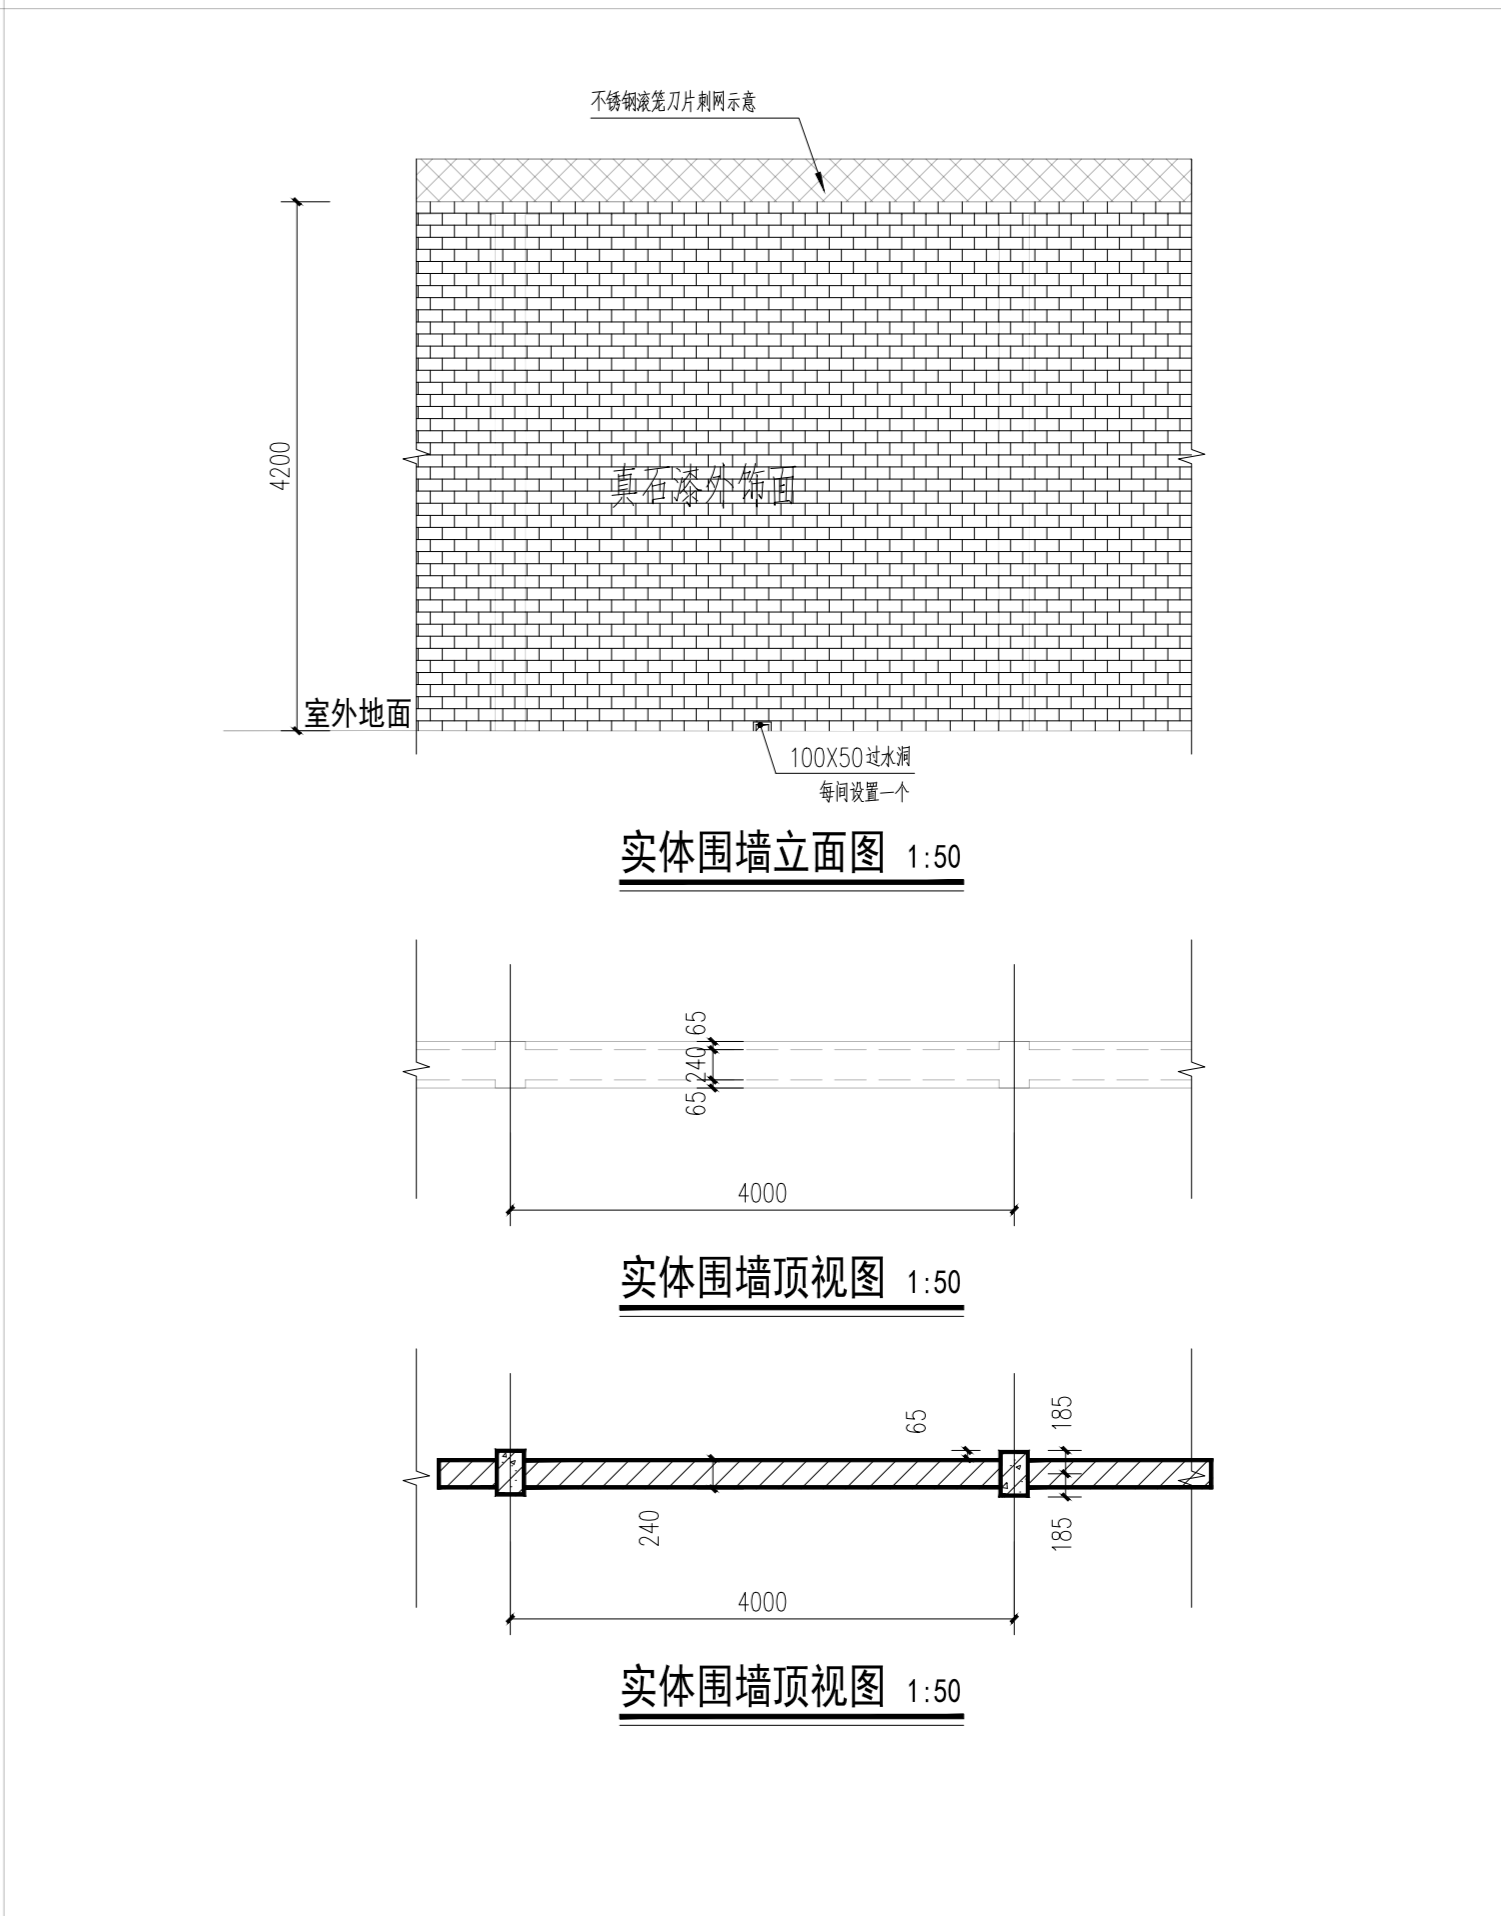 不锈钢滚笼刀片刺网示意
4200
真石漆外饰面
室外地面
100X50过水洞
每间设置一个
实体围墙立面图 1:50
65
240
65
4000
实体围墙顶视图 1:50
65
185
240
185
4000
实体围墙顶视图 1:50